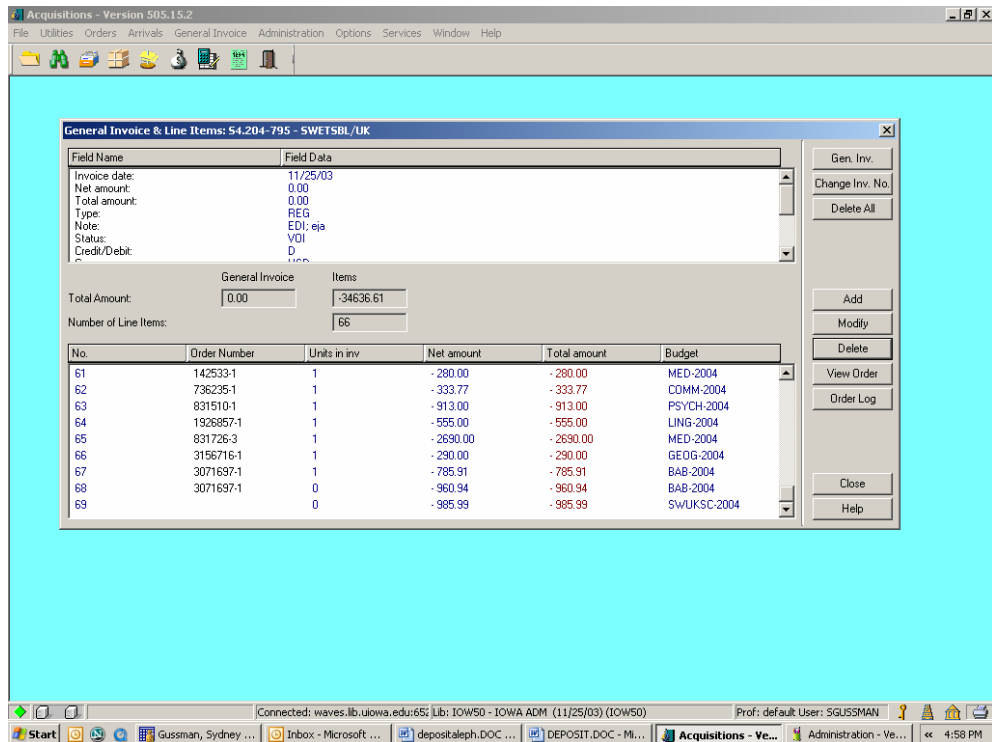 Acquisitions - Version 505.15.2
File Utilities Orders Arrivals General Invoice Administration Options Services Window Help
General Invoice & Line Items: 54.204-795 - SWETSBL/UK
Field Name Field Data
Invoice date: 11/25/03
Net amount: 0.00
Total amount: 0.00
Type: REG
Note: EDI; eja
Status: VOI
Credit/Debit: D
Gen. Inv.
Change Inv. No.
Delete All
General Invoice Items
Total Amount: 0.00 -34636.61
Number of Line Items: 66
Add
Modify
Delete
View Order
Order Log
Close
Help
No. Order Number Units in inv Net amount Total amount Budget
61 142533-1 1 - 280.00 - 280.00 MED-2004
62 736235-1 1 - 333.77 - 333.77 COMM-2004
63 831510-1 1 - 913.00 - 913.00 PSYCH-2004
64 1926857-1 1 - 555.00 - 555.00 LING-2004
65 831726-3 1 - 2690.00 - 2690.00 MED-2004
66 3156716-1 1 - 290.00 - 290.00 GEOG-2004
67 3071697-1 1 - 785.91 - 785.91 BAB-2004
68 3071697-1 0 - 960.94 - 960.94 BAB-2004
69 0 - 985.99 - 985.99 SWUKSC-2004
Connected: waves.lib.uiowa.edu:652 Lib: IOW50 - IOWA ADM (11/25/03) (IOW50) Prof: default User: SGUSSMAN
Start Gussman, Sydney ... Inbox - Microsoft ... depositaleph.DOC ... DEPOSIT.DOC - Mi... Acquisitions - Ve... Administration - Ve... « 4:58 PM